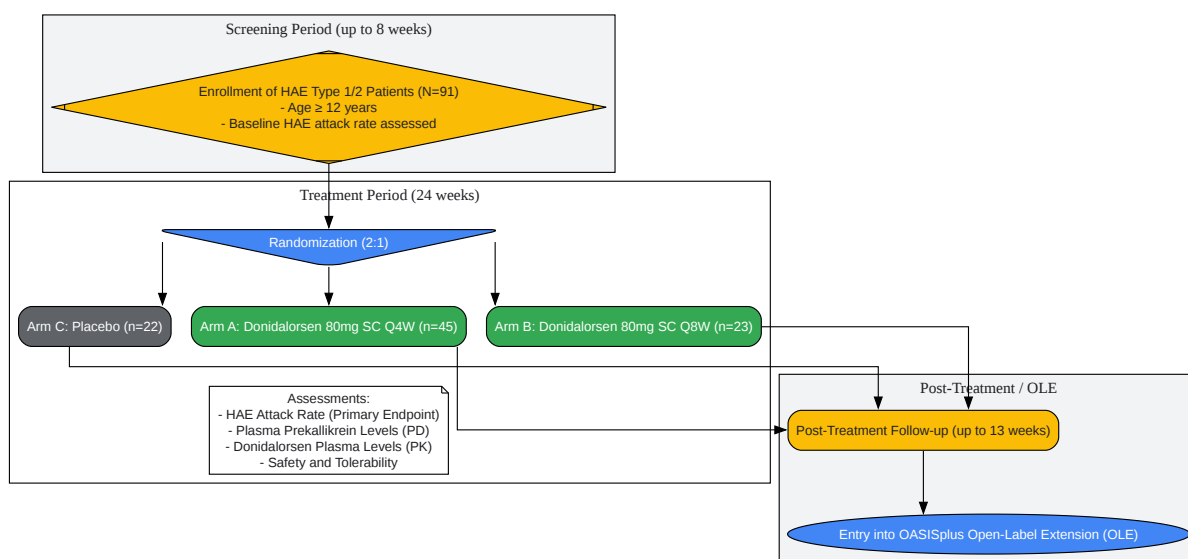 Screening Period (up to 8 weeks)
Enrollment of HAE Type 1/2 Patients (N=91)
- Age ≥ 12 years
- Baseline HAE attack rate assessed
Treatment Period (24 weeks)
Randomization (2:1)
Arm C: Placebo (n=22)
Arm A: Donidalorsen 80mg SC Q4W (n=45)
Arm B: Donidalorsen 80mg SC Q8W (n=23)
Assessments:
- HAE Attack Rate (Primary Endpoint)
- Plasma Prekallikrein Levels (PD)
- Donidalorsen Plasma Levels (PK)
- Safety and Tolerability
Post-Treatment / OLE
Post-Treatment Follow-up (up to 13 weeks)
Entry into OASISplus Open-Label Extension (OLE)